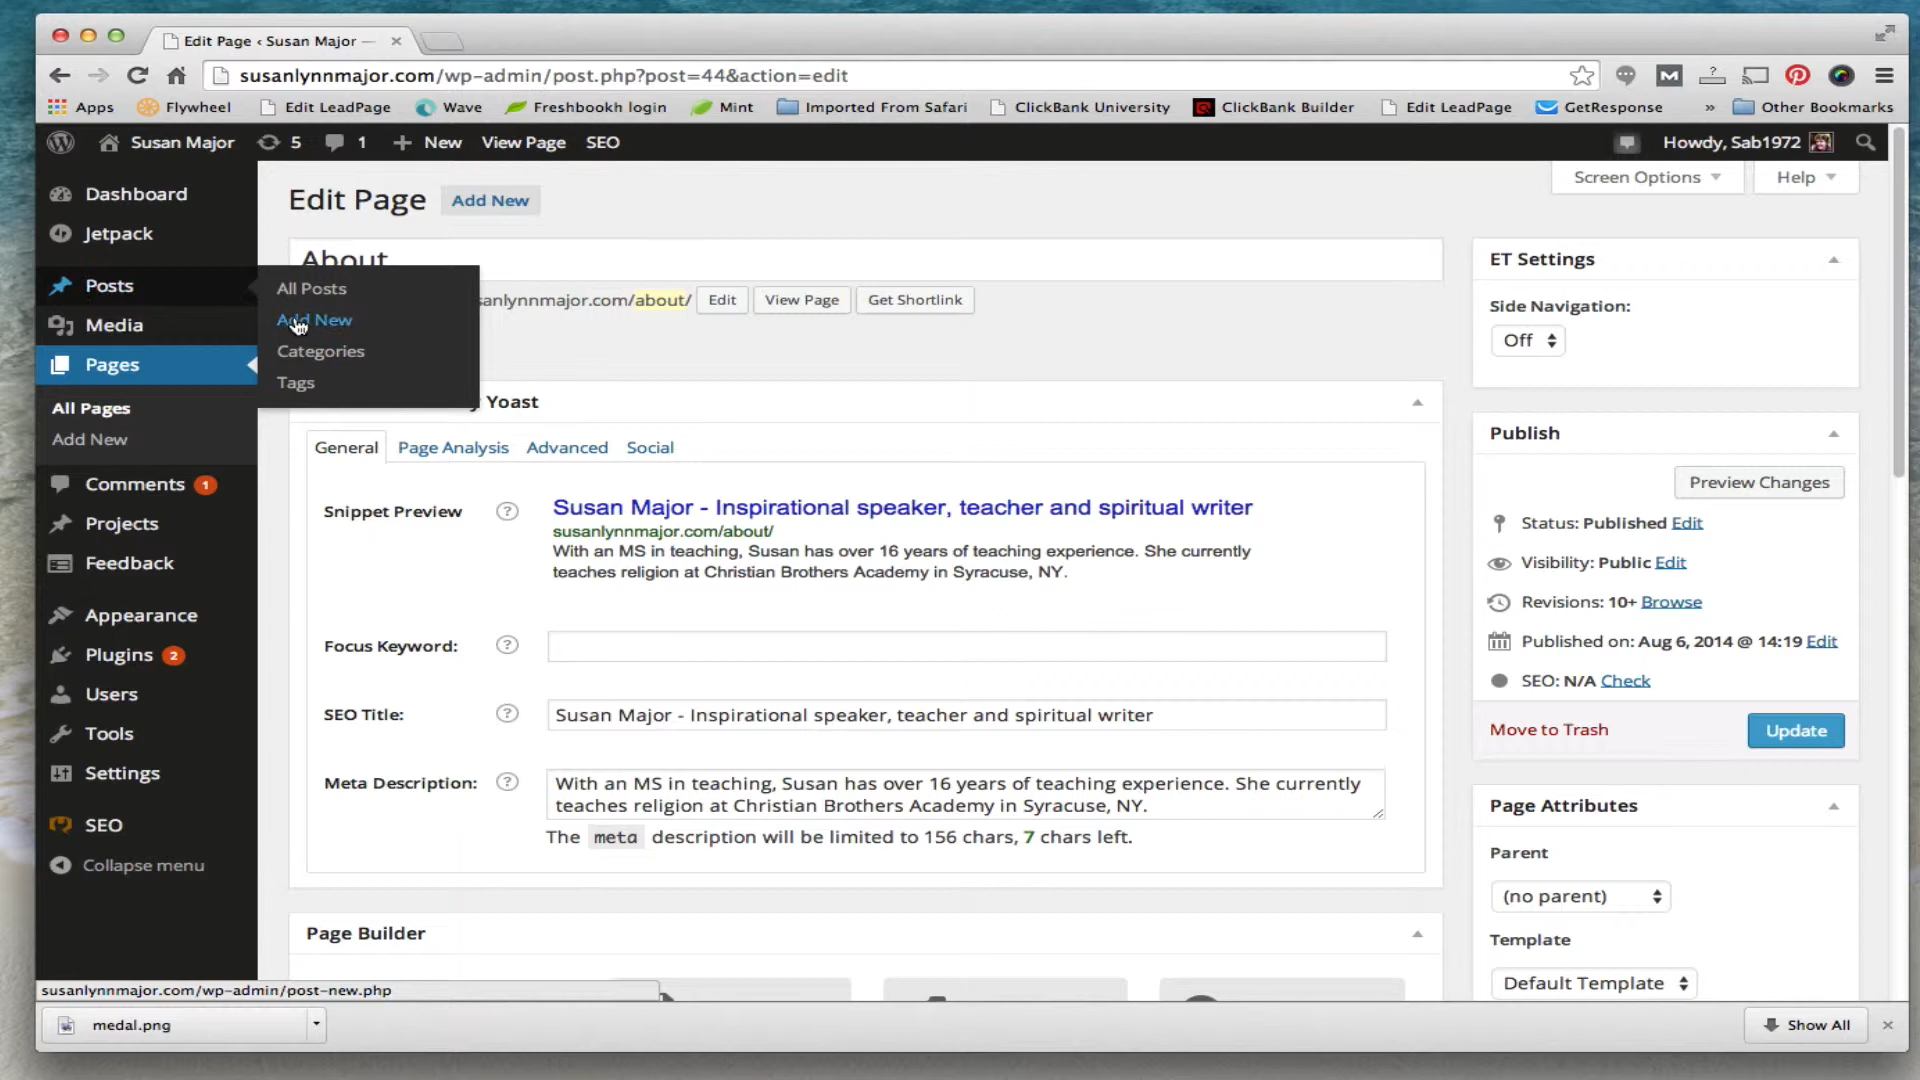 Edit Page ‹ Susan Major —
susanlynnmajor.com/wp-admin/post.php?post=44&action=edit
Apps Flywheel Edit LeadPage Wave Freshbookh login Mint Imported From Safari ClickBank University ClickBank Builder Edit LeadPage GetResponse » Other Bookmarks
Susan Major 5 1 + New View Page SEO Howdy, Sab1972
Screen Options Help
Dashboard
Jetpack
Posts
Media
Pages
All Pages
Add New
Comments 1
Projects
Feedback
Appearance
Plugins 2
Users
Tools
Settings
SEO
Collapse menu
All Posts
Add New
Categories
Tags
Edit Page Add New
About
sanlynnmajor.com/about/ Edit View Page Get Shortlink
Yoast
General Page Analysis Advanced Social
Snippet Preview ?
Susan Major - Inspirational speaker, teacher and spiritual writer
susanlynnmajor.com/about/
With an MS in teaching, Susan has over 16 years of teaching experience. She currently
teaches religion at Christian Brothers Academy in Syracuse, NY.
Focus Keyword: ?
SEO Title: ? Susan Major - Inspirational speaker, teacher and spiritual writer
Meta Description: ? With an MS in teaching, Susan has over 16 years of teaching experience. She currently
teaches religion at Christian Brothers Academy in Syracuse, NY.
The meta description will be limited to 156 chars, 7 chars left.
Page Builder
ET Settings
Side Navigation:
Off
Publish
Preview Changes
Status: Published Edit
Visibility: Public Edit
Revisions: 10+ Browse
Published on: Aug 6, 2014 @ 14:19 Edit
SEO: N/A Check
Move to Trash Update
Page Attributes
Parent
(no parent)
Template
Default Template
susanlynnmajor.com/wp-admin/post-new.php
medal.png Show All